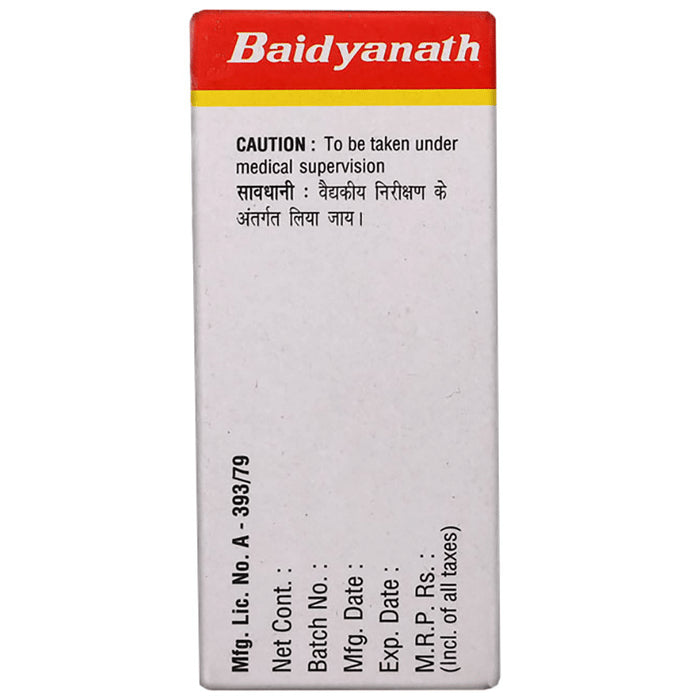 Baidyanath
CAUTION : To be taken under
medical supervision
सावधानी : वैद्यकीय निरीक्षण के
अंतर्गत लिया जाय।
Mfg. Lic. No. A - 393/79
Net Cont. :
Batch No. :
Mfg. Date :
Exp. Date :
M.R.P. Rs. :
(Incl. of all taxes)